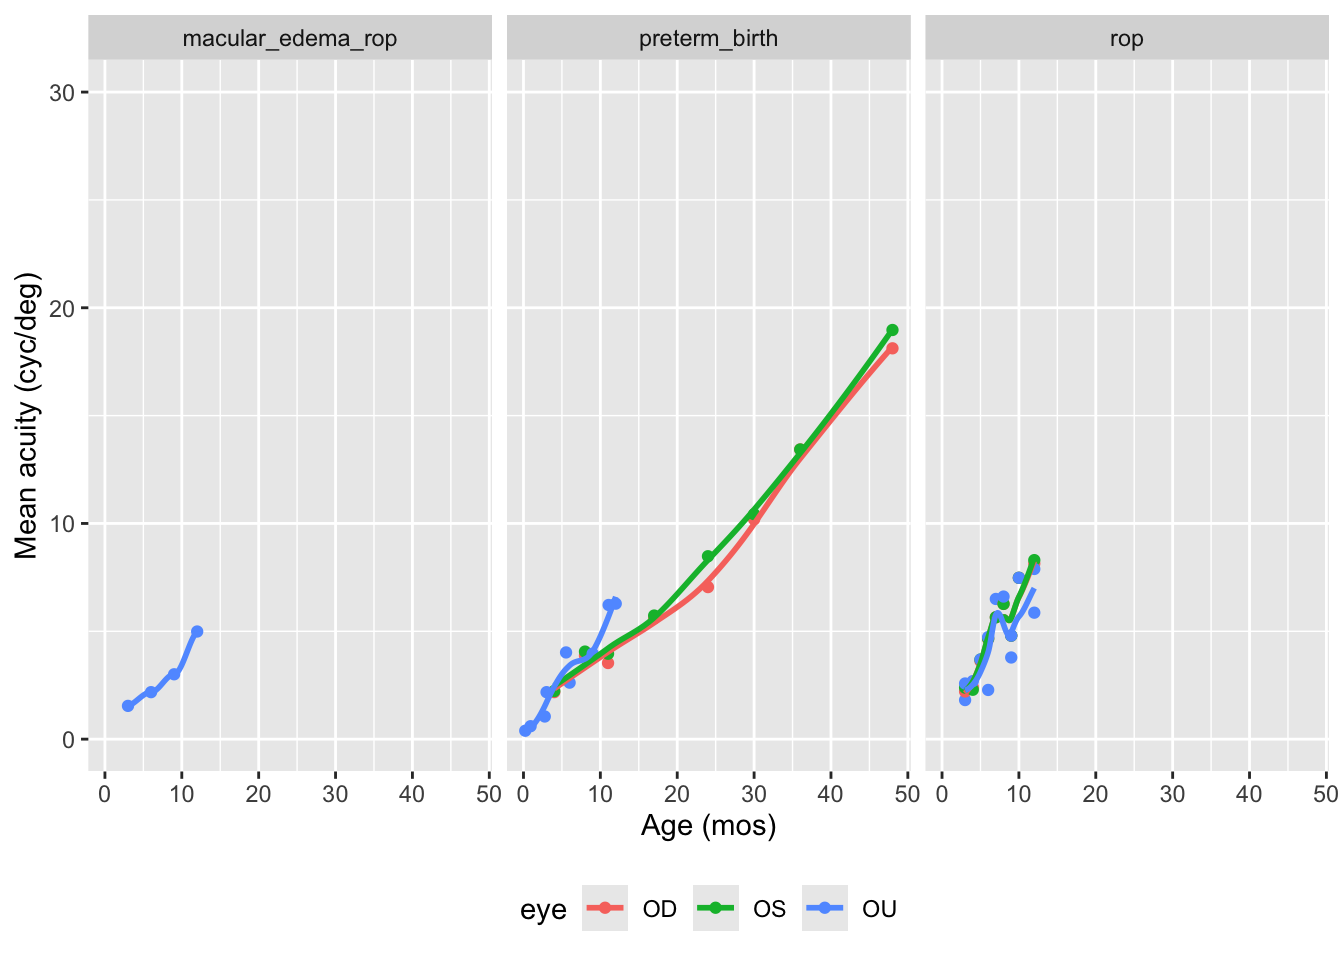 macular_edema_rop preterm_birth rop
30
20
10
0
Mean acuity (cyc/deg)
0 10 20 30 40 50 0 10 20 30 40 50 0 10 20 30 40 50
Age (mos)
eye OD OS OU